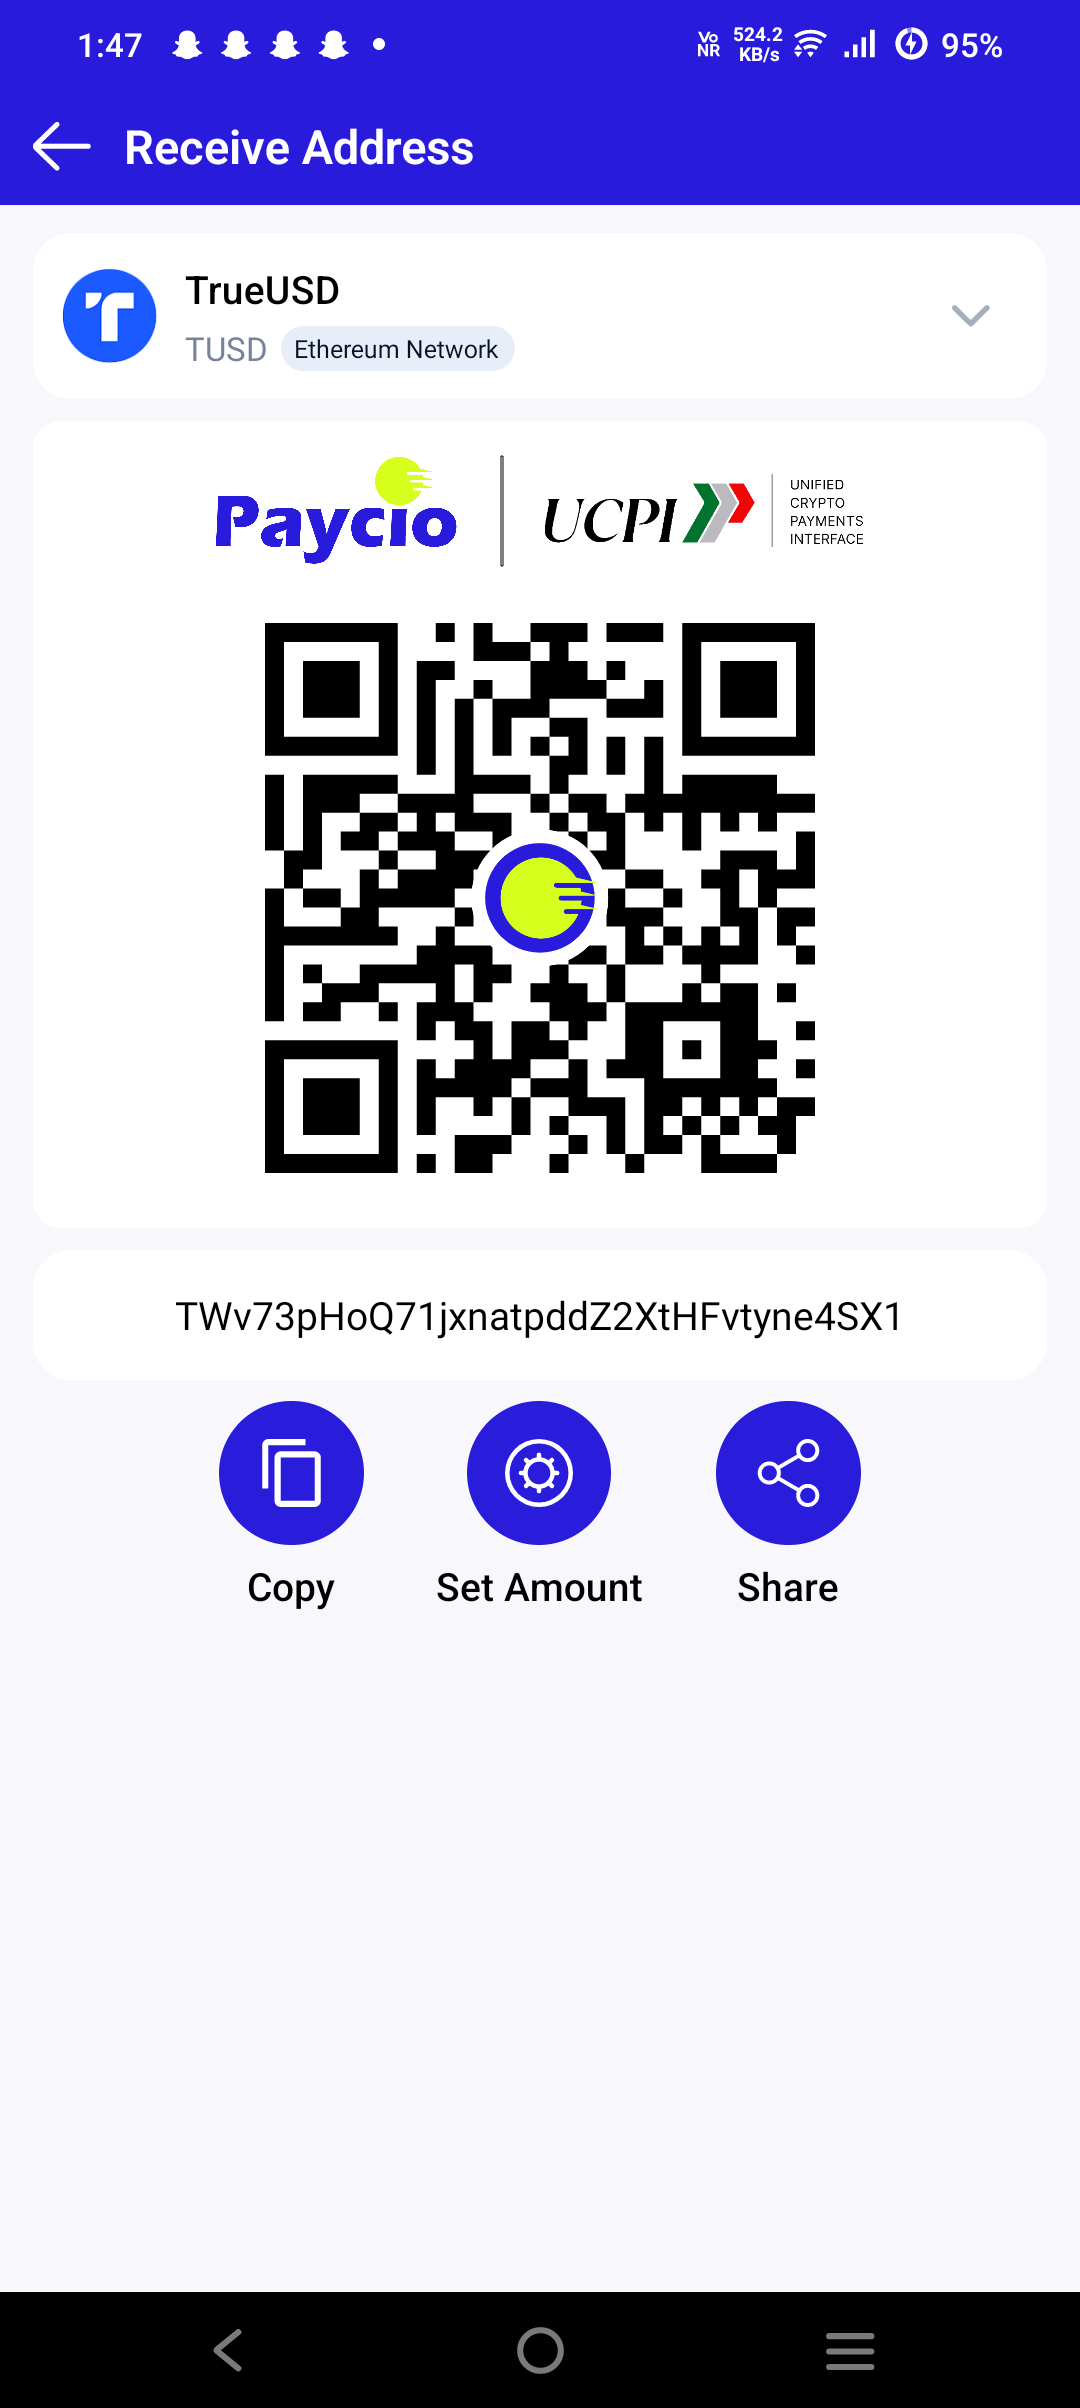 1:47
Vo NR 524.2 KB/s 95%
Receive Address
TrueUSD
TUSD Ethereum Network
Paycio
UCPI
UNIFIED
CRYPTO
PAYMENTS
INTERFACE
TWv73pHoQ71jxnatpddZ2XtHFvtyne4SX1
Copy Set Amount Share